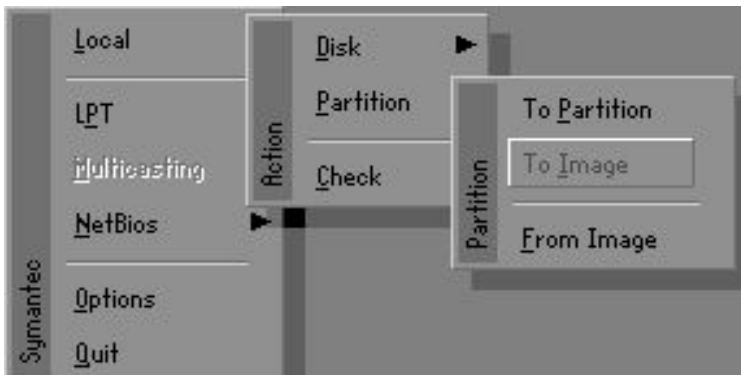 Symantec
Local
LPT
Multicasting
NetBios
Options
Quit
Action
Disk
Partition
Check
Partition
To Partition
To Image
From Image